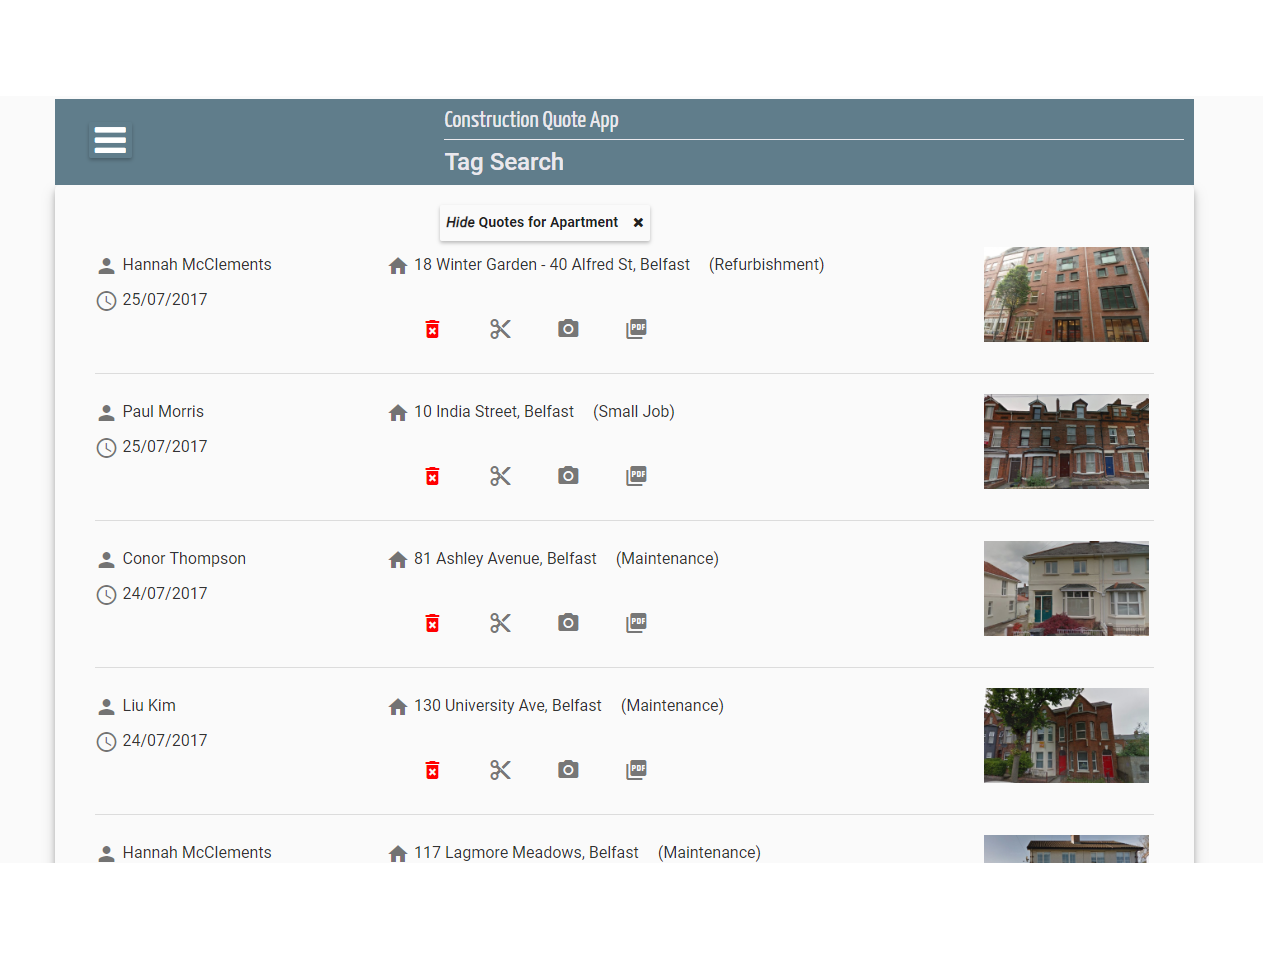 Construction Quote App
Tag Search
Hide Quotes for Apartment ×
Hannah McClements
18 Winter Garden - 40 Alfred St, Belfast (Refurbishment)
25/07/2017
PDF
Paul Morris
10 India Street, Belfast (Small Job)
25/07/2017
PDF
Conor Thompson
81 Ashley Avenue, Belfast (Maintenance)
24/07/2017
PDF
Liu Kim
130 University Ave, Belfast (Maintenance)
24/07/2017
PDF
Hannah McClements
117 Lagmore Meadows, Belfast (Maintenance)